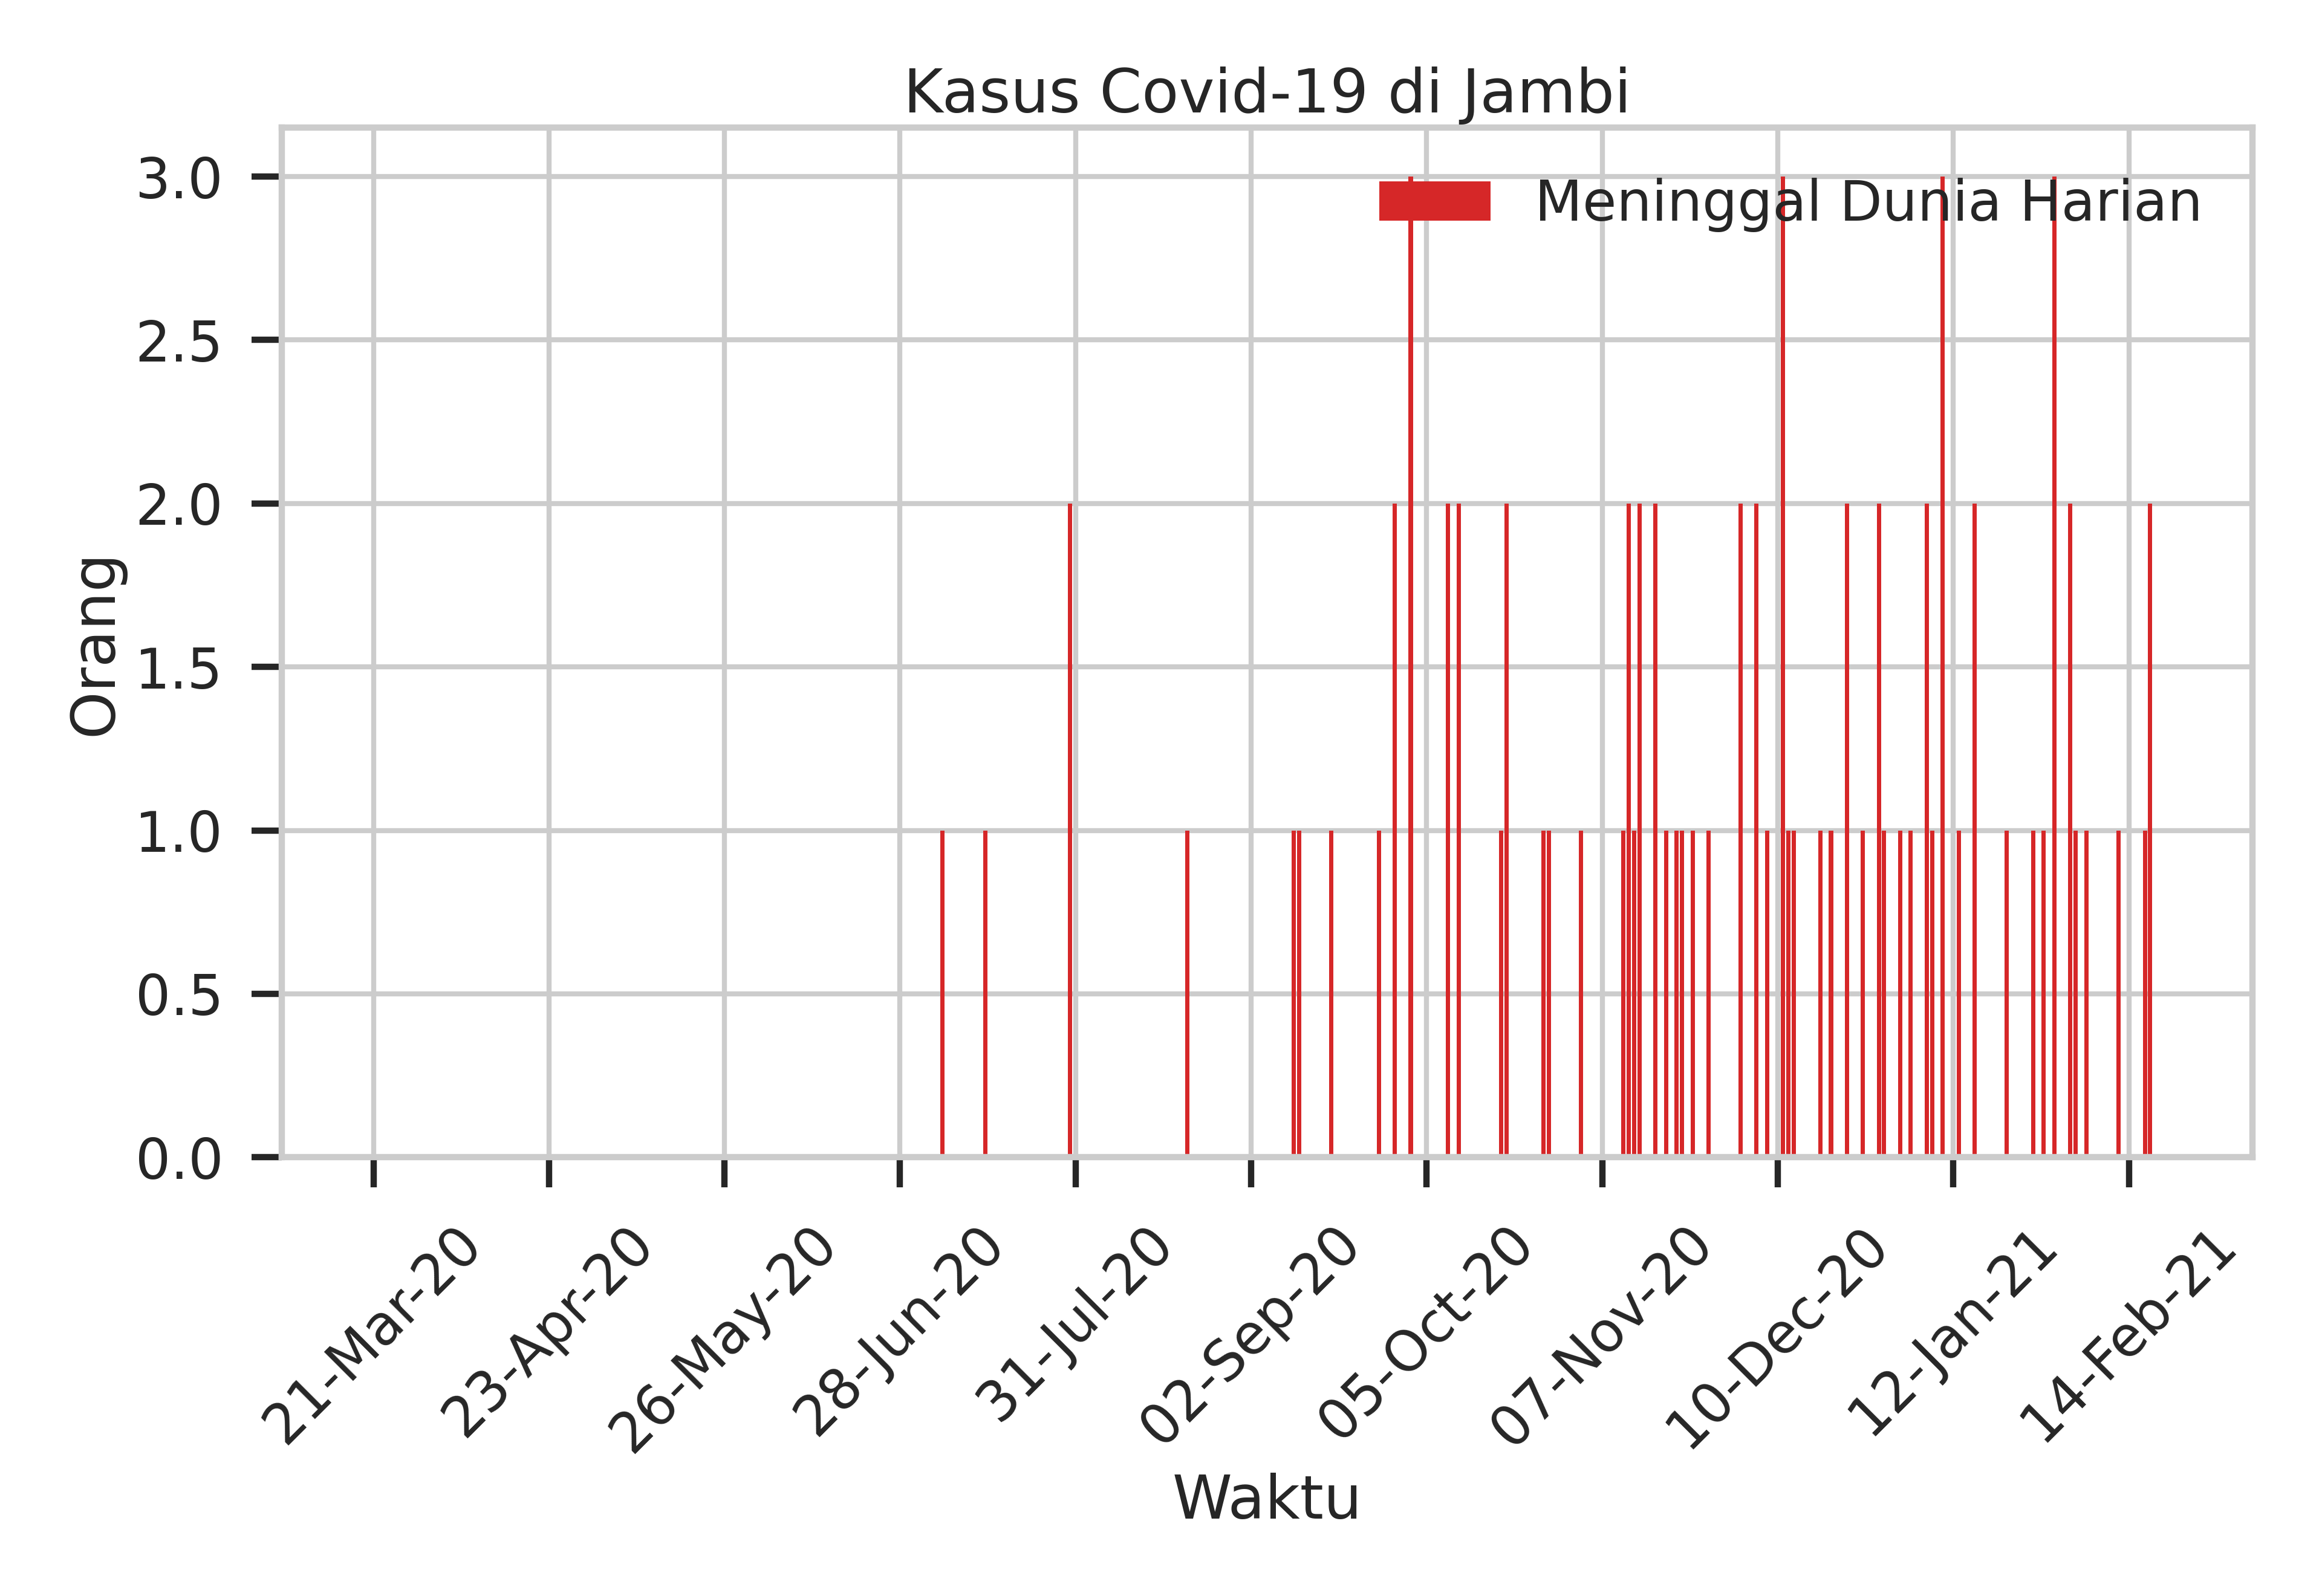 Kasus Covid-19 di Jambi
Meninggal Dunia Harian
3.0
2.5
2.0
1.5
1.0
0.5
0.0
Orang
21-Mar-20
23-Apr-20
26-May-20
28-Jun-20
31-Jul-20
02-Sep-20
05-Oct-20
07-Nov-20
10-Dec-20
12-Jan-21
14-Feb-21
Waktu